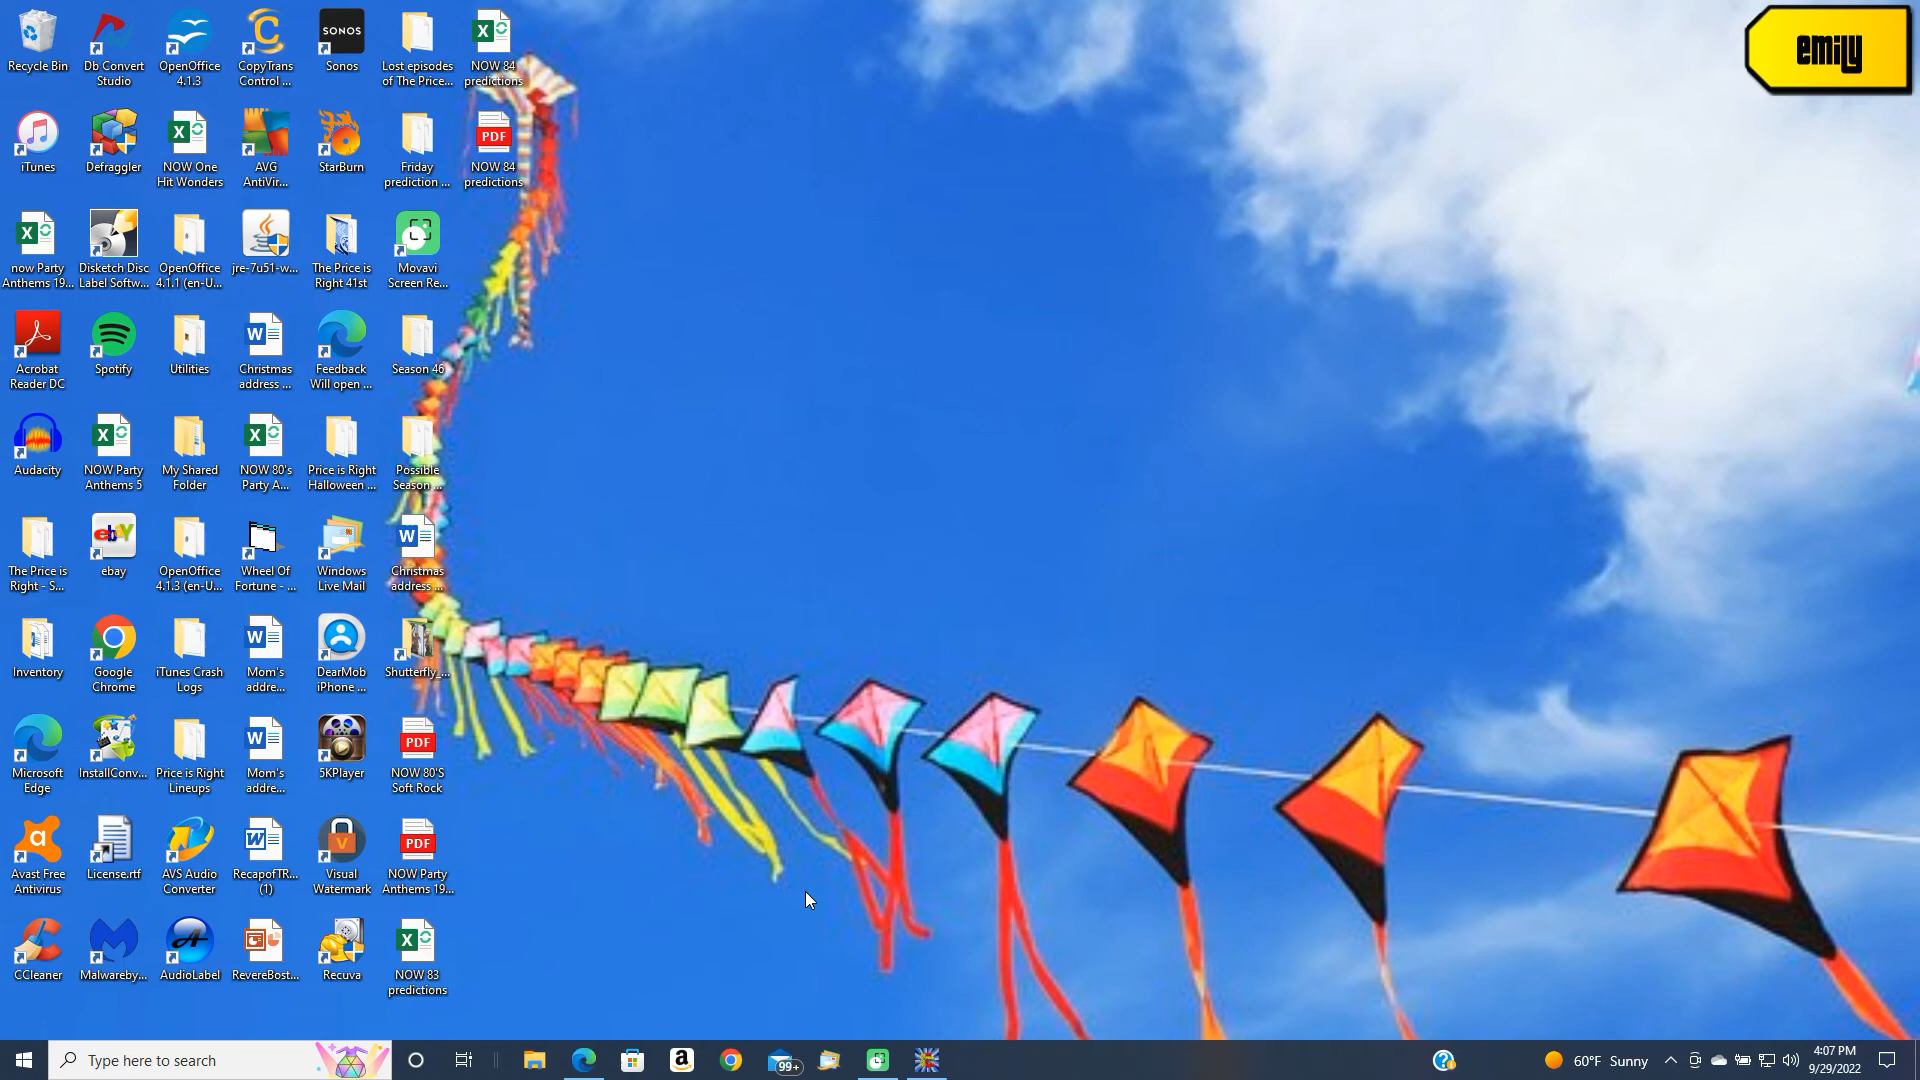 Recycle Bin
Db Convert
Studio
OpenOffice
4.1.3
CopyTrans
Control ...
SONOS
Sonos
Lost episodes
of The Price...
NOW 84
predictions
emily
iTunes
Defraggler
NOW One
Hit Wonders
AVG
AntiVir...
StarBurn
Friday
prediction ...
PDF
NOW 84
predictions
now Party
Anthems 19...
Disketch Disc
Label Softw...
OpenOffice
4.1.1 (en-U...
jre-7u51-w...
The Price is
Right 41st
Movavi
Screen Re...
Acrobat
Reader DC
Spotify
Utilities
Christmas
address ...
Feedback
Will open ...
Season 46
Audacity
NOW Party
Anthems 5
My Shared
Folder
NOW 80's
Party A...
Price is Right
Halloween ...
Possible
Season ...
The Price is
Right - S...
ebay
ebay
OpenOffice
4.1.3 (en-U...
Wheel Of
Fortune - ...
Windows
Live Mail
Christmas
address ...
Inventory
Google
Chrome
iTunes Crash
Logs
Mom's
addre...
DearMob
iPhone ...
Shutterfly_...
Microsoft
Edge
InstallConv...
Price is Right
Lineups
Mom's
addre...
5KPlayer
PDF
NOW 80'S
Soft Rock
Avast Free
Antivirus
License.rtf
AVS Audio
Converter
RecapofTR...
(1)
Visual
Watermark
PDF
NOW Party
Anthems 19...
CCleaner
Malwareby...
AudioLabel
RevereBost...
Recuva
NOW 83
predictions
Type here to search
99+
60°F Sunny
4:07 PM
9/29/2022